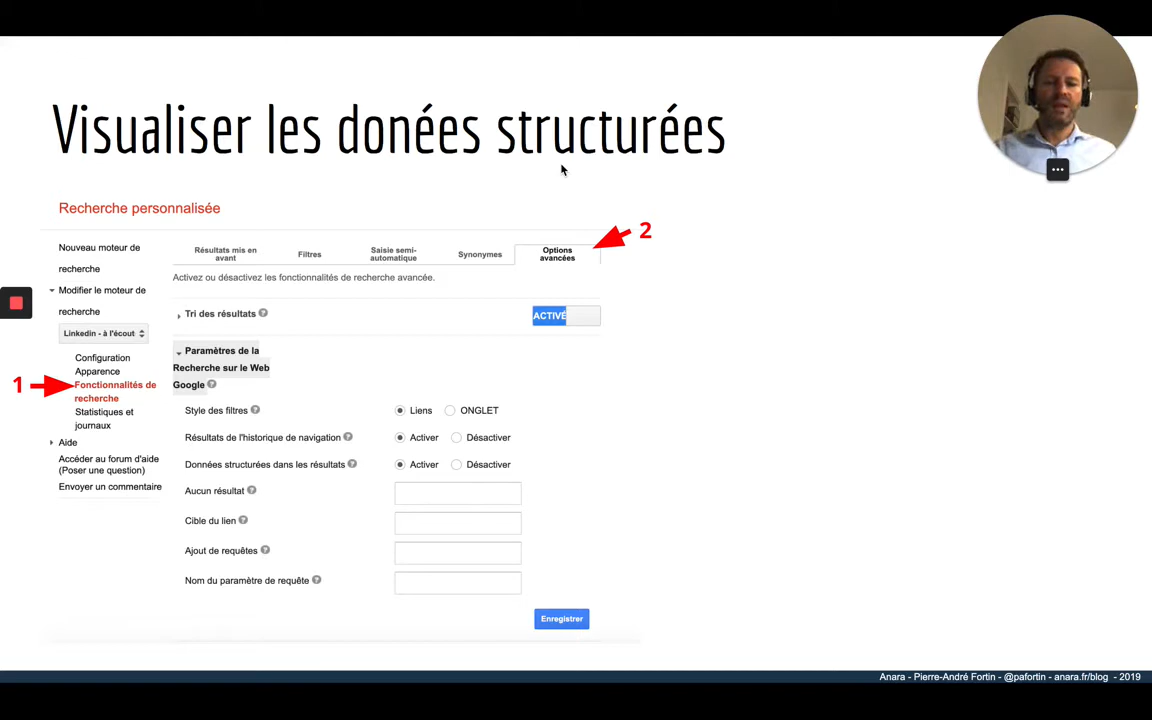 Visualiser les donées structurées
Recherche personnalisée
Nouveau moteur de
recherche
Modifier le moteur de
recherche
Linkedin - à l'écout
Configuration
Apparence
1
Fonctionnalités de
recherche
Statistiques et
journaux
Aide
Accéder au forum d'aide
(Poser une question)
Envoyer un commentaire
Résultats mis en
avant
Filtres
Saisie semi-
automatique
Synonymes
Options
avancées
2
Activez ou désactivez les fonctionnalités de recherche avancée.
Tri des résultats ?
ACTIVÉ
Paramètres de la
Recherche sur le Web
Google ?
Style des filtres ? Liens ONGLET
Résultats de l'historique de navigation ? Activer Désactiver
Données structurées dans les résultats ? Activer Désactiver
Aucun résultat ?
Cible du lien ?
Ajout de requêtes ?
Nom du paramètre de requête ?
Enregistrer
Anara - Pierre-André Fortin - @pafortin - anara.fr/blog - 2019